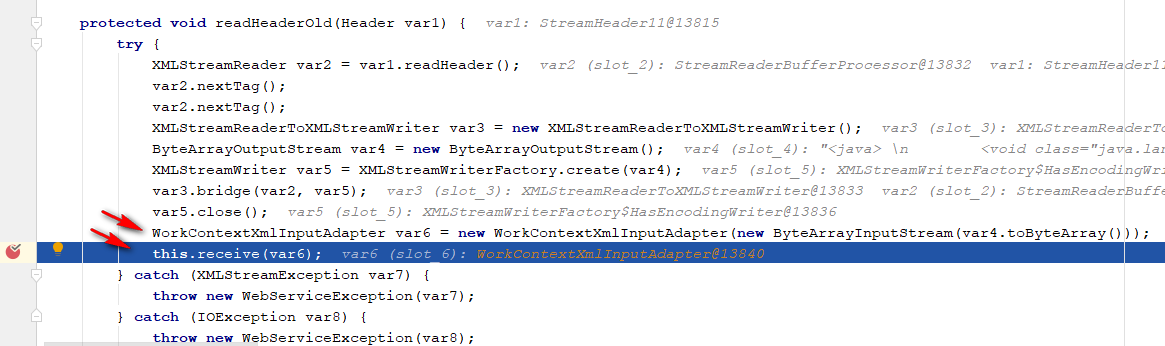 protected void readHeaderOld(Header var1) { var1: StreamHeader11@13815
try {
XMLStreamReader var2 = var1.readHeader(); var2 (slot_2): StreamReaderBufferProcessor@13832 var1: StreamHeader11
var2.nextTag();
var2.nextTag();
XMLStreamReaderToXMLStreamWriter var3 = new XMLStreamReaderToXMLStreamWriter(); var3 (slot_3): XMLStreamReaderTo
ByteArrayOutputStream var4 = new ByteArrayOutputStream(); var4 (slot_4): "<java> \n <void class="java.lan
XMLStreamWriter var5 = XMLStreamWriterFactory.create(var4); var5 (slot_5): XMLStreamWriterFactory$HasEncodingWri
var3.bridge(var2, var5); var3 (slot_3): XMLStreamReaderToXMLStreamWriter@13833 var2 (slot_2): StreamReaderBuffe
var5.close(); var5 (slot_5): XMLStreamWriterFactory$HasEncodingWriter@13836
WorkContextXmlInputAdapter var6 = new WorkContextXmlInputAdapter(new ByteArrayInputStream(var4.toByteArray()));
this.receive(var6); var6 (slot_6): WorkContextXmlInputAdapter@13840
} catch (XMLStreamException var7) {
throw new WebServiceException(var7);
} catch (IOException var8) {
throw new WebServiceException(var8);